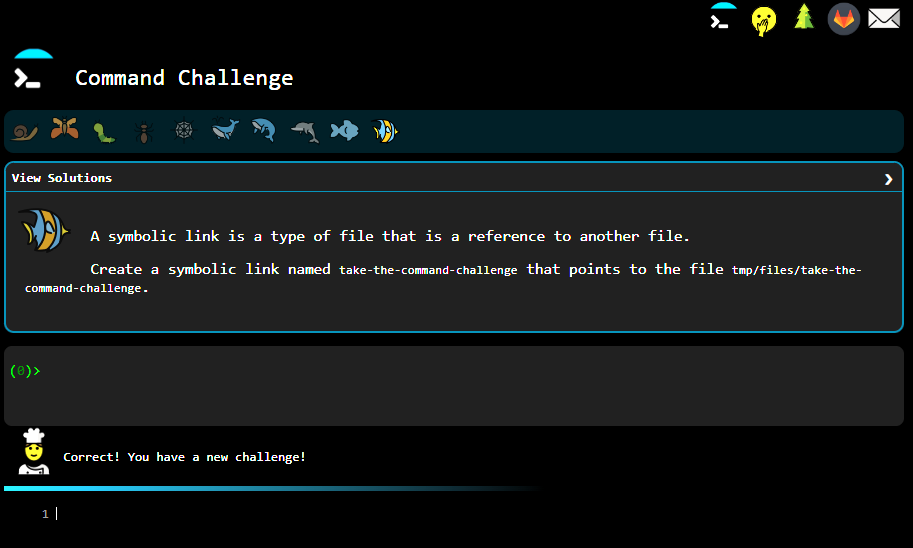 Command Challenge
View Solutions
A symbolic link is a type of file that is a reference to another file.
Create a symbolic link named take-the-command-challenge that points to the file tmp/files/take-the-
command-challenge.
(0)>
Correct! You have a new challenge!
1